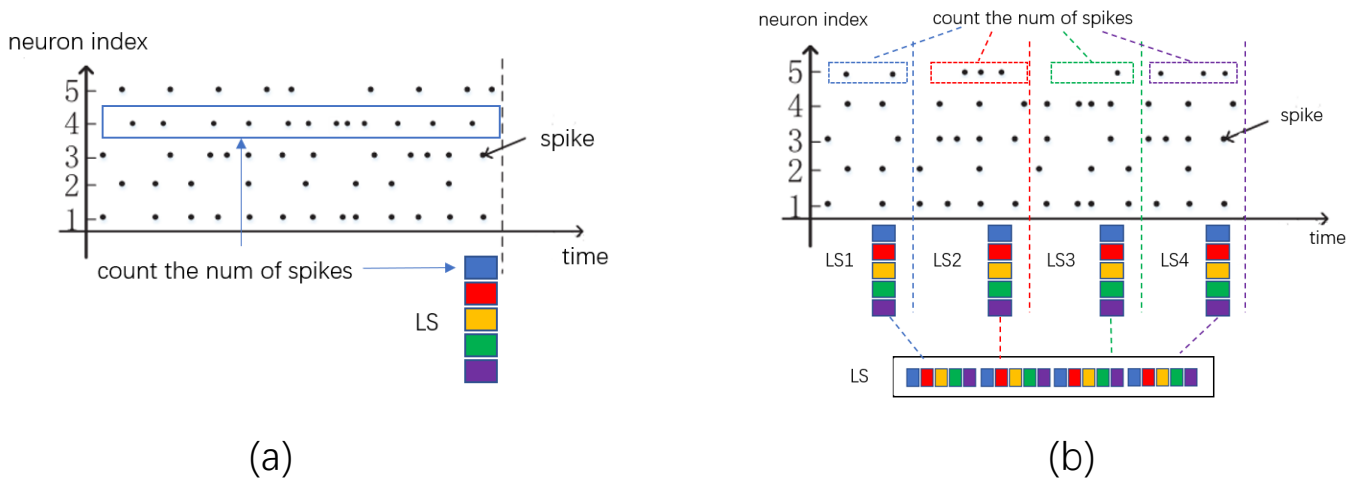 neuron index
5
4
3
2
1
spike
time
count the num of spikes
LS
(a)
neuron index
count the num of spikes
5
4
3
2
1
spike
time
LS1
LS2
LS3
LS4
LS
(b)